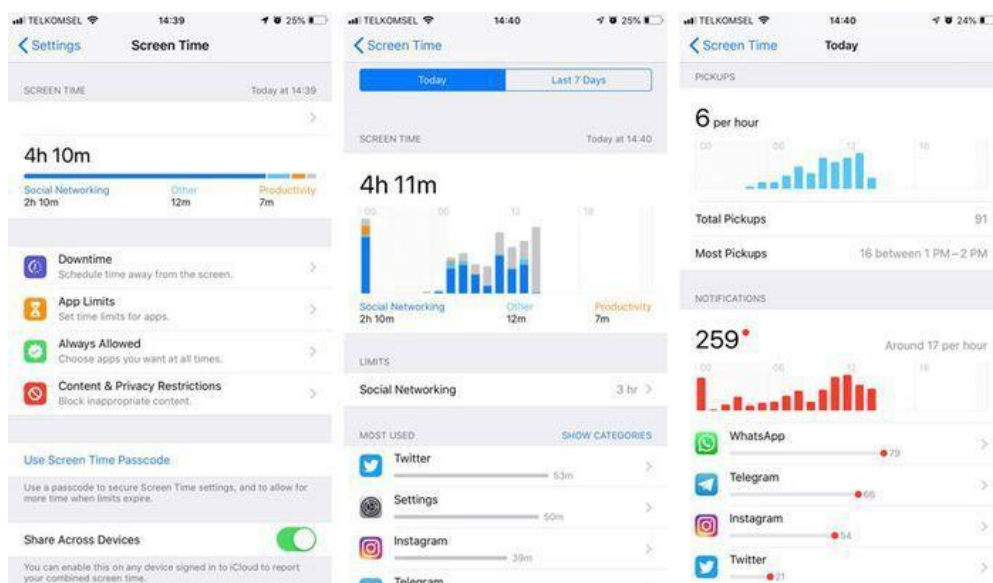 TELKOMSEL 14:39 25%
Settings Screen Time
SCREEN TIME Today at 14:39
4h 10m
Social Networking Other Productivity
2h 10m 12m 7m
Downtime
Schedule time away from the screen.
App Limits
Set time limits for apps.
Always Allowed
Choose apps you want at all times.
Content & Privacy Restrictions
Block inappropriate content.
Use Screen Time Passcode
Use a passcode to secure Screen Time settings, and to allow for
more time when limits expire.
Share Across Devices
You can enable this on any device signed in to iCloud to report
your combined screen time.
TELKOMSEL 14:40 25%
Screen Time
Today Last 7 Days
SCREEN TIME Today at 14:40
4h 11m
00 06 12 18
Social Networking Other Productivity
2h 10m 12m 7m
LIMITS
Social Networking 3 hr
MOST USED SHOW CATEGORIES
Twitter
53m
Settings
50m
Instagram
39m
Telegram
TELKOMSEL 14:40 24%
Screen Time Today
PICKUPS
6 per hour
00 06 12 18
Total Pickups 91
Most Pickups 16 between 1 PM – 2 PM
NOTIFICATIONS
259 Around 17 per hour
00 06 12 18
WhatsApp
79
Telegram
66
Instagram
54
Twitter
21